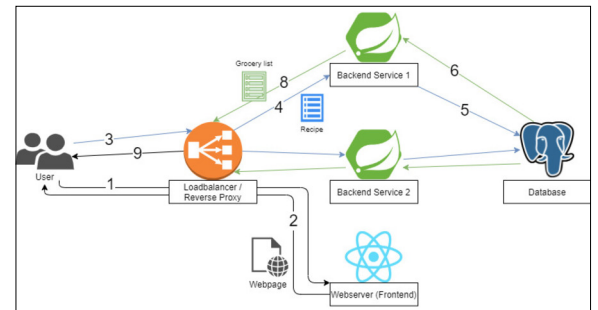 Grocery list
8
6
Backend Service 1
4
5
Recipe
3
9
User
1
Loadbalancer /
Reverse Proxy
Backend Service 2
Database
2
Webpage
Webserver (Frontend)